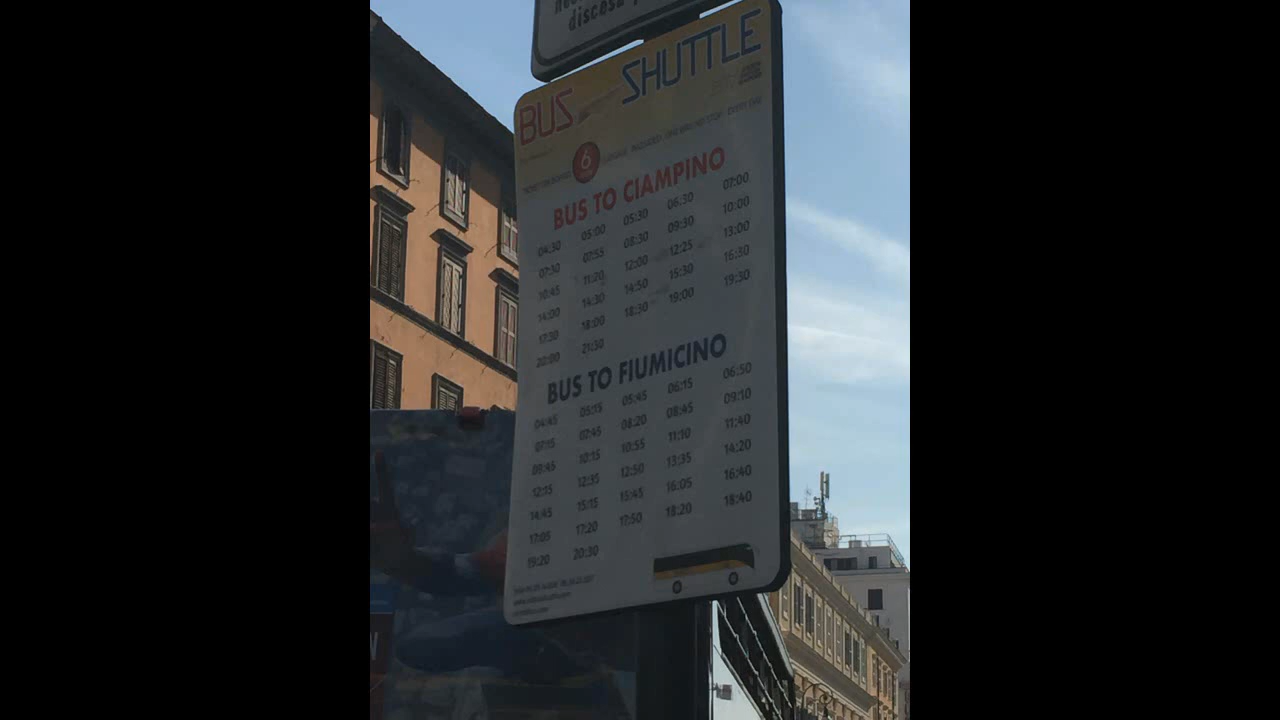 discesa
BUS SHUTTLE
TICKET ON BOARD 6 LUGGAGE INCLUDED
BUS TO CIAMPINO
04:30 05:00 05:30 06:30 07:00
07:30 07:55 08:30 09:30 10:00
10:45 11:20 12:00 12:25 13:00
14:00 14:30 14:50 15:30 16:30
17:30 18:00 18:30 19:00 19:30
20:00 21:30
BUS TO FIUMICINO
04:45 05:15 05:45 06:15 06:50
07:15 07:45 08:20 08:45 09:10
09:45 10:15 10:55 11:10 11:40
12:15 12:35 12:50 13:35 14:20
14:45 15:15 15:45 16:05 16:40
17:05 17:20 17:50 18:20 18:40
19:20 20:30